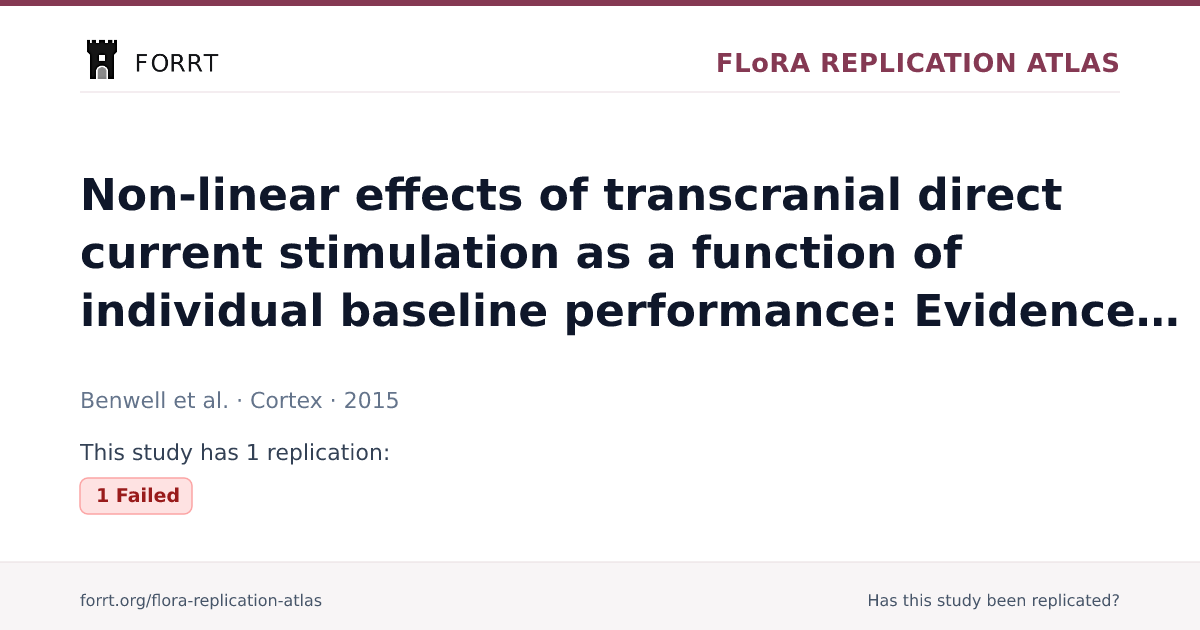 FORRT
FLoRA REPLICATION ATLAS
Non-linear effects of transcranial direct
current stimulation as a function of
individual baseline performance: Evidence…
Benwell et al. · Cortex · 2015
This study has 1 replication:
1 Failed
forrt.org/flora-replication-atlas
Has this study been replicated?